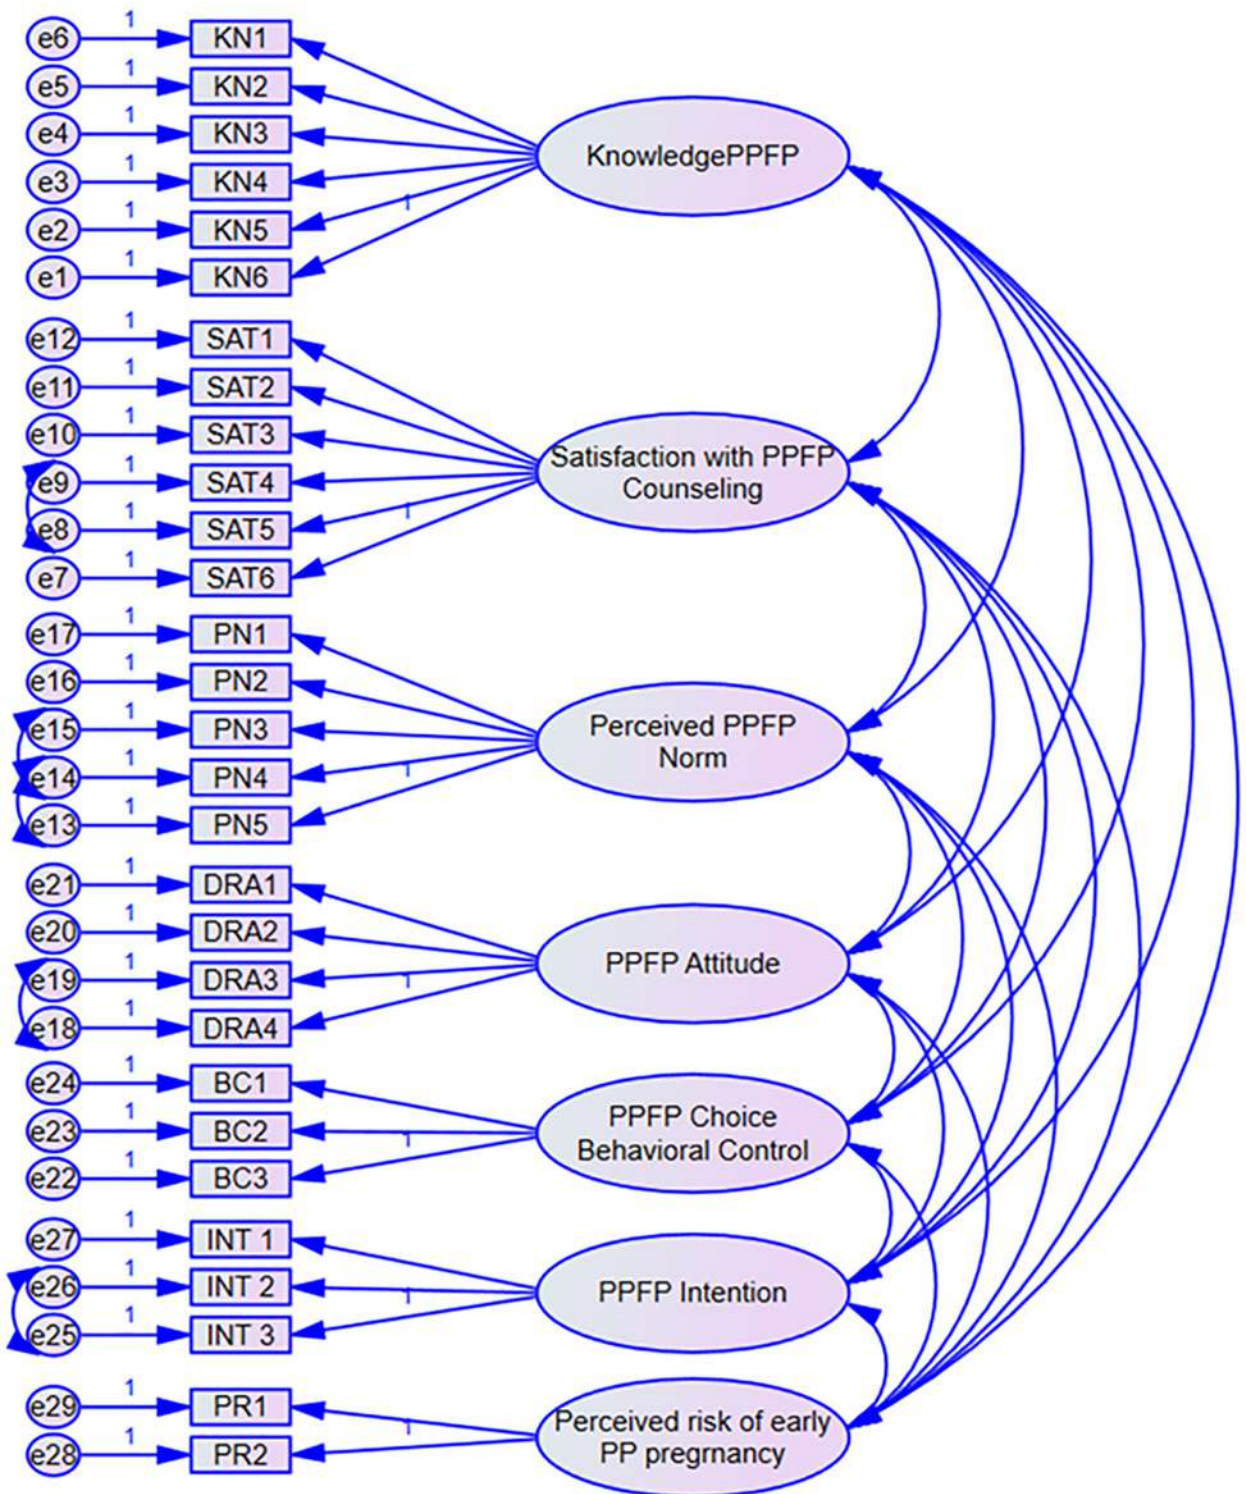 1
e6 KN1
1
e5 KN2
1
e4 KN3
KnowledgePPFP
1
e3 KN4
1
1
e2 KN5
1
e1 KN6
1
e12 SAT1
1
e11 SAT2
1
e10 SAT3
Satisfaction with PPFP
Counseling
1
e9 SAT4
1
1
e8 SAT5
1
e7 SAT6
1
e17 PN1
1
e16 PN2
1
e15 PN3
Perceived PPFP
Norm
1
1
e14 PN4
1
e13 PN5
1
e21 DRA1
1
e20 DRA2
PPFP Attitude
1
1
e19 DRA3
1
e18 DRA4
1
e24 BC1
1
e23 BC2
PPFP Choice
Behavioral Control
1
1
e22 BC3
1
e27 INT 1
1
e26 INT 2
PPFP Intention
1
1
e25 INT 3
1
e29 PR1
Perceived risk of early
PP pregrnancy
1
1
e28 PR2